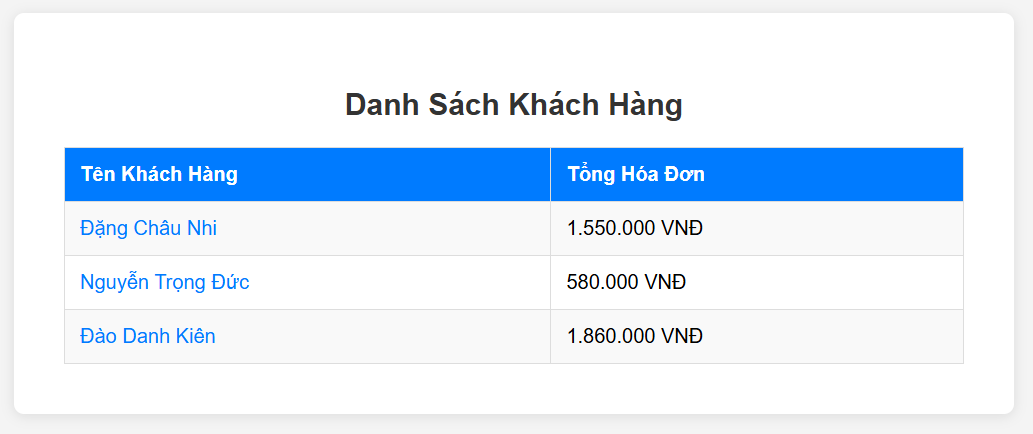 Danh Sách Khách Hàng
Tên Khách Hàng Tổng Hóa Đơn
Đặng Châu Nhi 1.550.000 VNĐ
Nguyễn Trọng Đức 580.000 VNĐ
Đào Danh Kiên 1.860.000 VNĐ